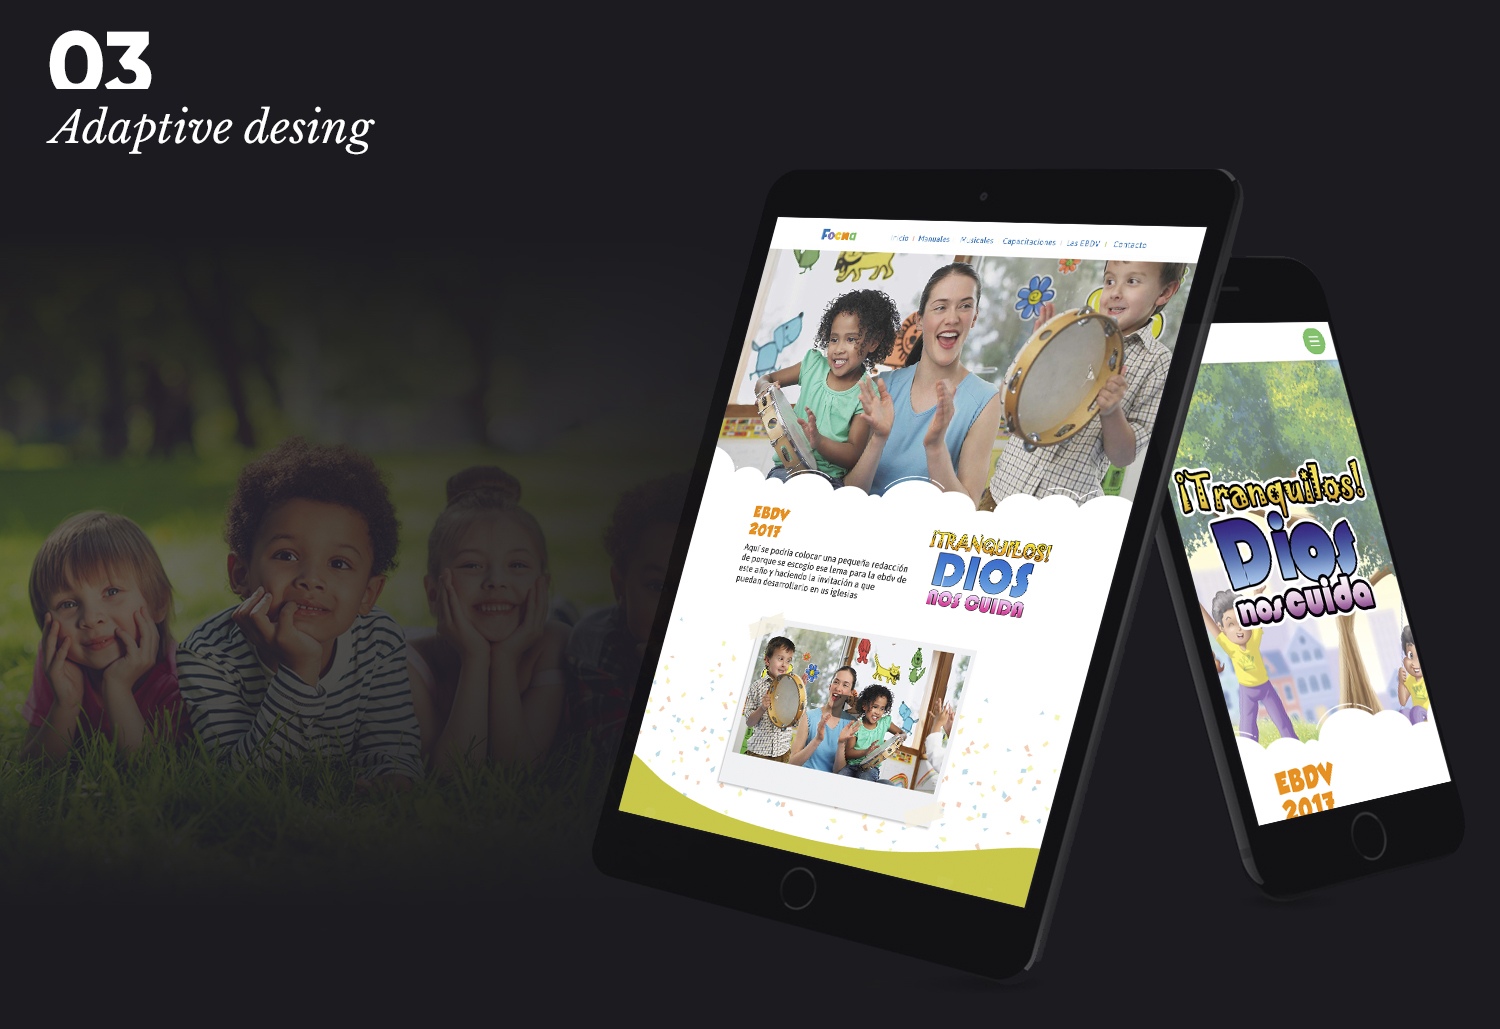 03
Adaptive desing
Focna
Inicio | Manuales Musicales Capacitaciones | Las EBDV | Contacto
EBDV
2017
Aquí se podría colocar una pequeña redacción
de porque se escogio ese lema para la ebdv de
este año y haciendo la invitación a que
puedan desarrollarlo en us iglesias
¡TRANQUILOS!
DIOS
NOS CUIDA
¡Tranquilos!
Dios
nos cuida
EBDV
2017